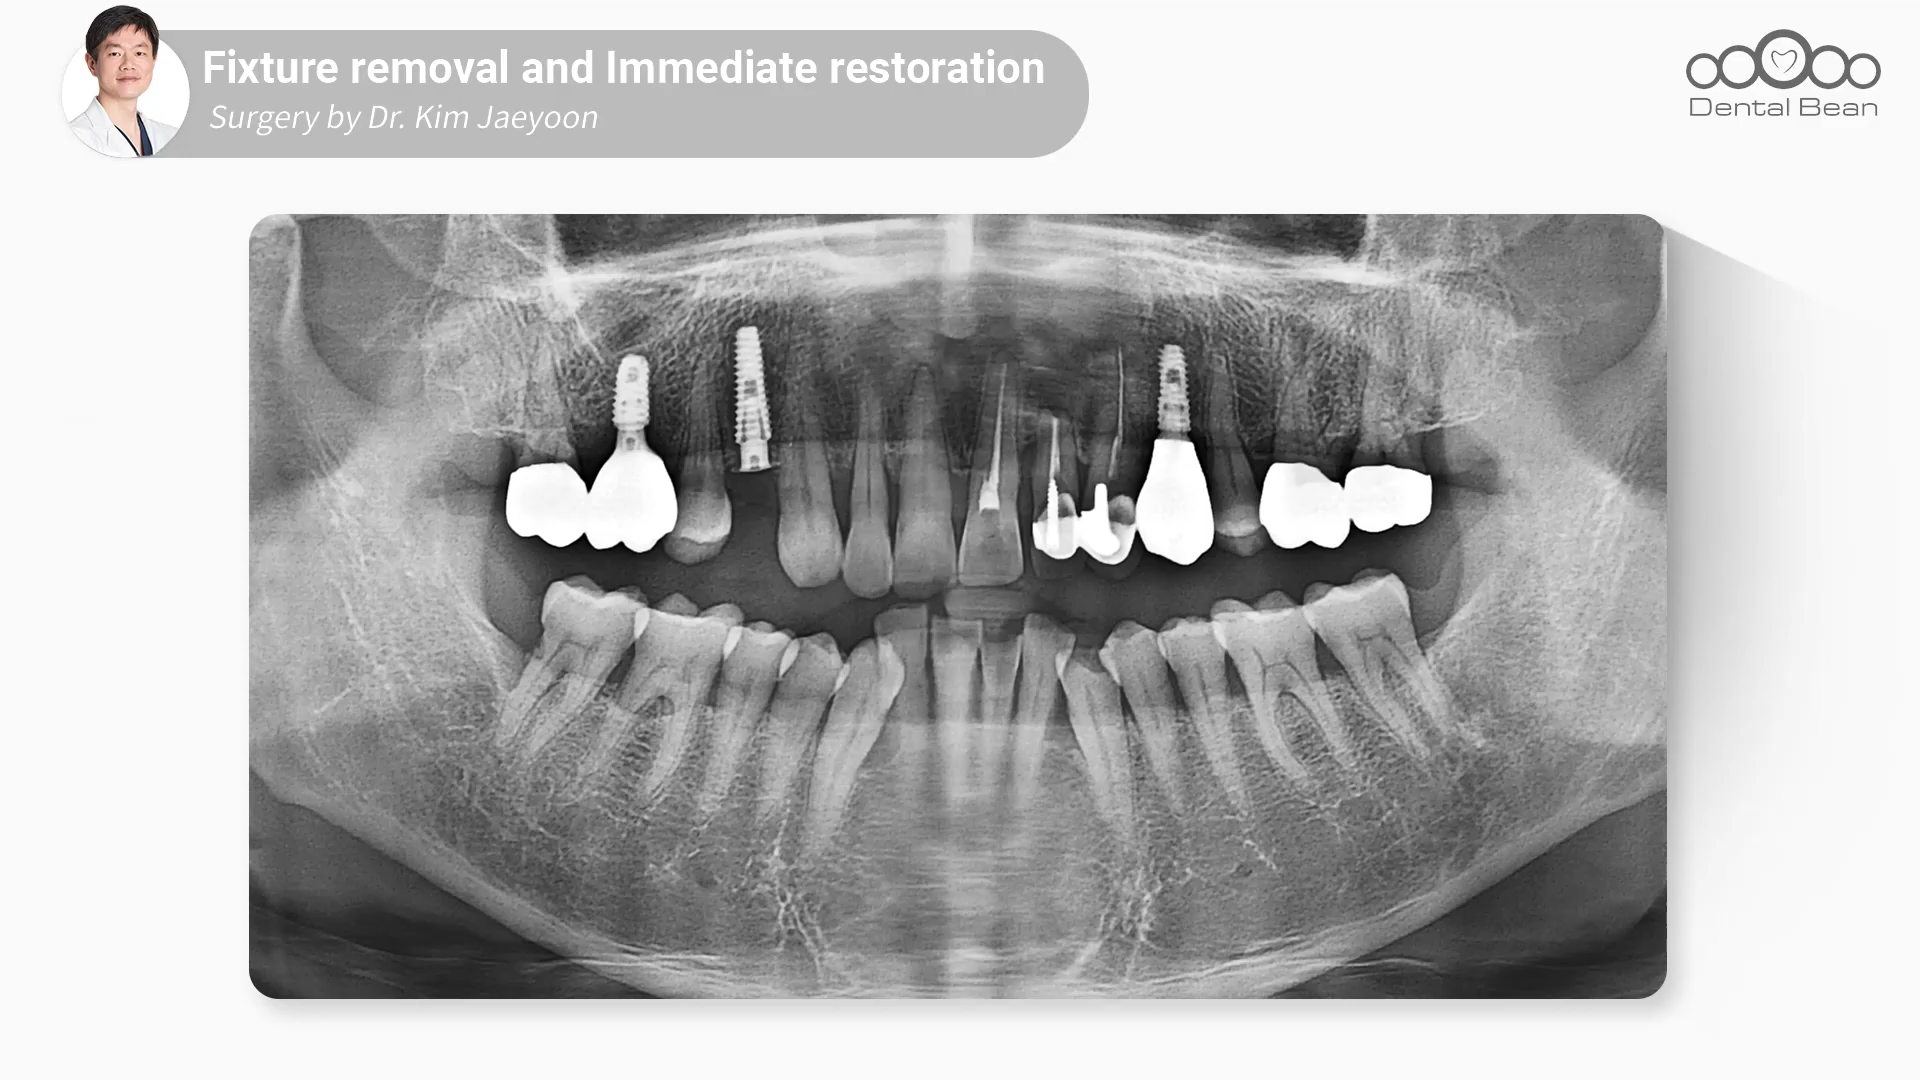 Fixture removal and Immediate restoration
Surgery by Dr. Kim Jaeyoon
Dental Bean